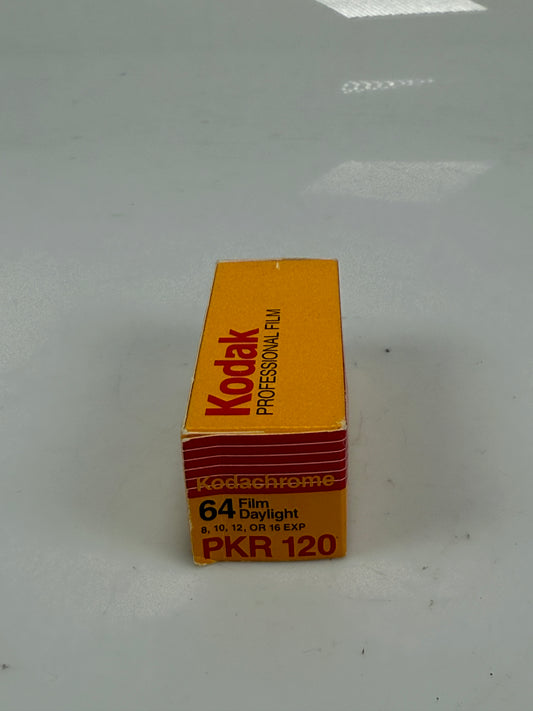 Kodak
PROFESSIONAL FILM
Kodachrome
64 Film
Daylight
8, 10, 12, OR 16 EXP
PKR 120